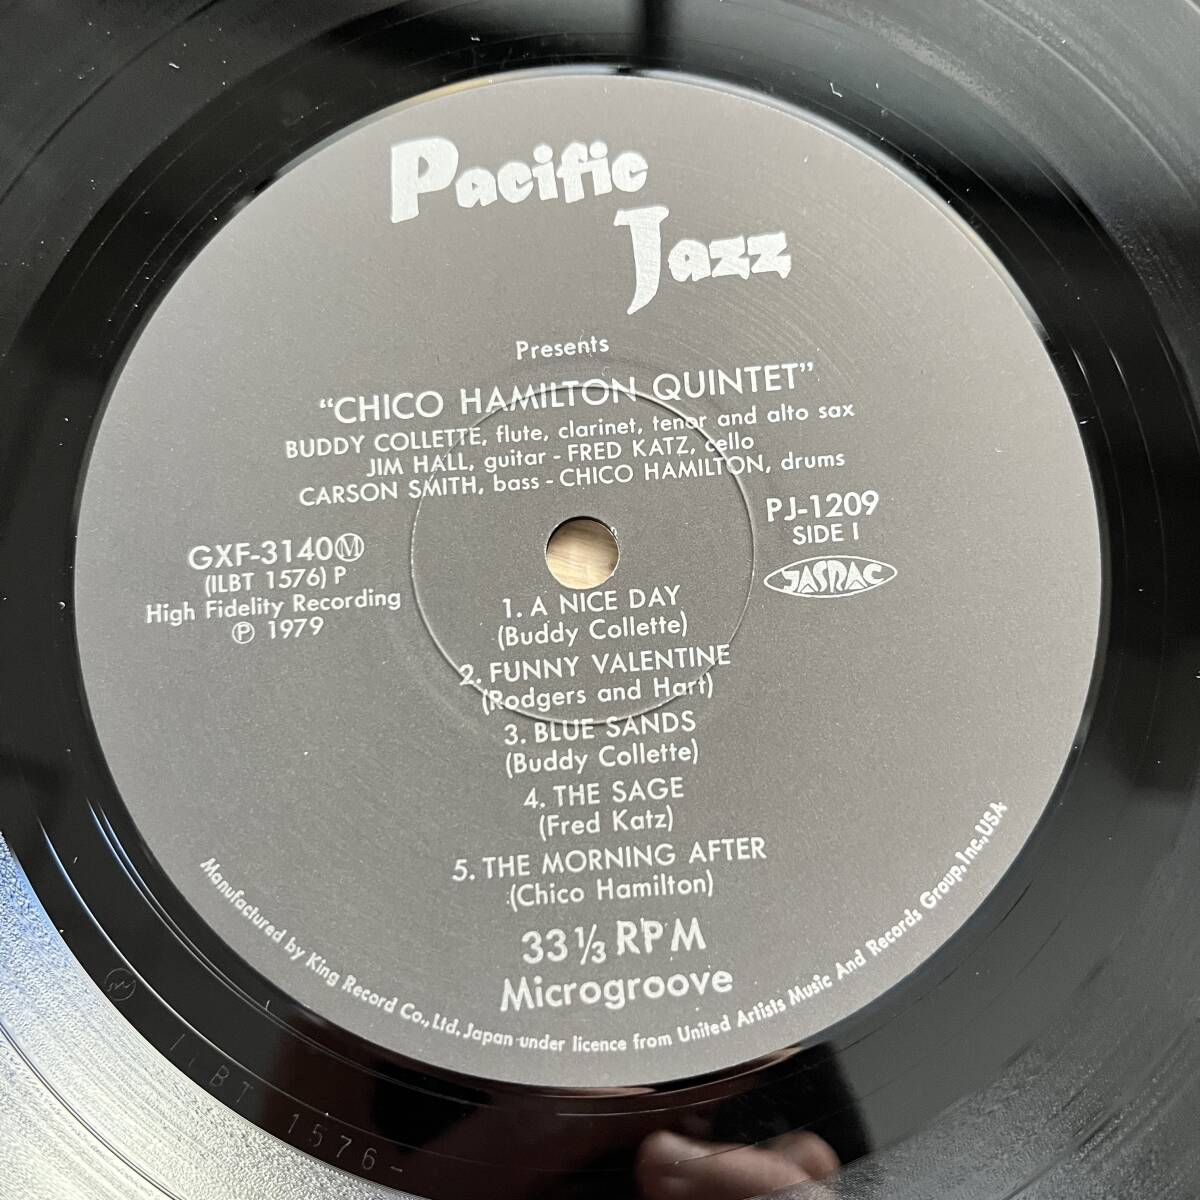 Pacific
Jazz
Presents
“CHICO HAMILTON QUINTET”
BUDDY COLLETTE, flute, clarinet, tenor and alto sax
JIM HALL, guitar - FRED KATZ, cello
CARSON SMITH, bass - CHICO HAMILTON, drums
GXF-3140Ⓜ
(ILBT 1576) P
High Fidelity Recording
Ⓟ 1979
PJ-1209
SIDE I
JASRAC
1. A NICE DAY
(Buddy Collette)
2. FUNNY VALENTINE
(Rodgers and Hart)
3. BLUE SANDS
(Buddy Collette)
4. THE SAGE
(Fred Katz)
5. THE MORNING AFTER
(Chico Hamilton)
33 1/3 RPM
Microgroove
Manufactured by King Record Co., Ltd. Japan under licence from United Artists Music And Records Group, Inc., USA
ILBT 1576-